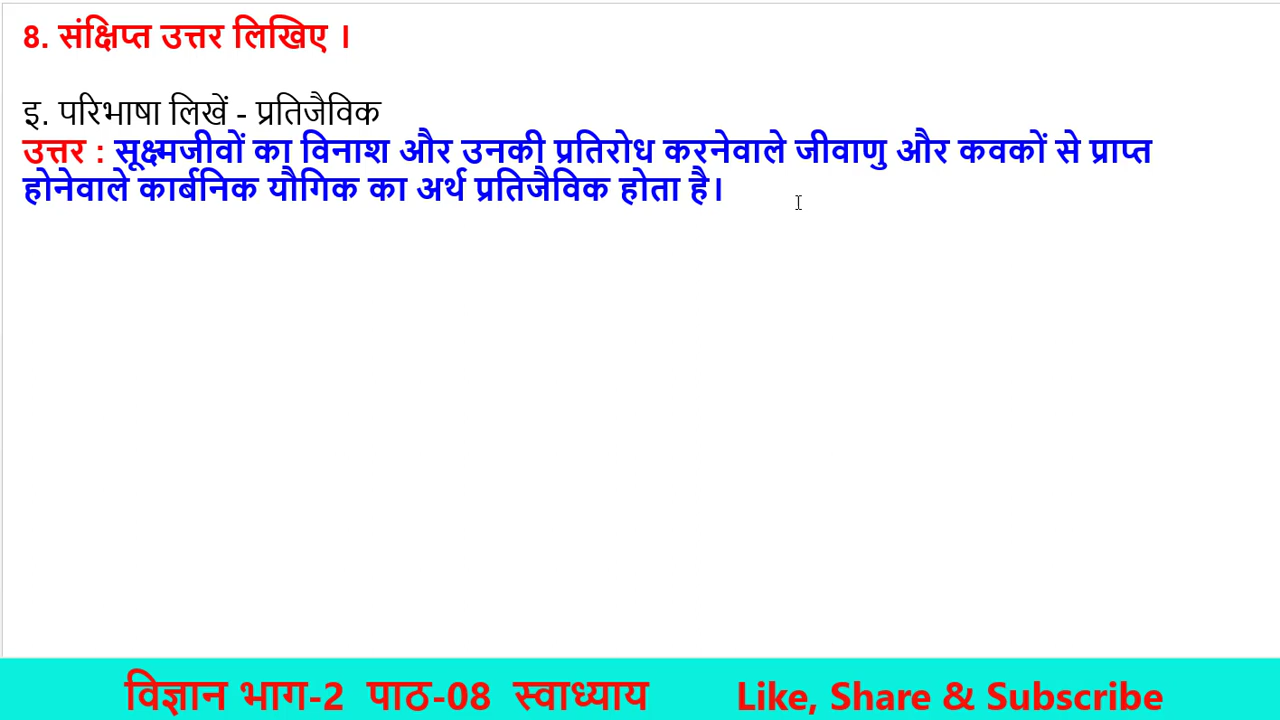 8. संक्षिप्त उत्तर लिखिए ।
इ. परिभाषा लिखें - प्रतिजैविक
उत्तर : सूक्ष्मजीवों का विनाश और उनकी प्रतिरोध करनेवाले जीवाणु और कवकों से प्राप्त
होनेवाले कार्बनिक यौगिक का अर्थ प्रतिजैविक होता है।
विज्ञान भाग-2 पाठ-08 स्वाध्याय Like, Share & Subscribe